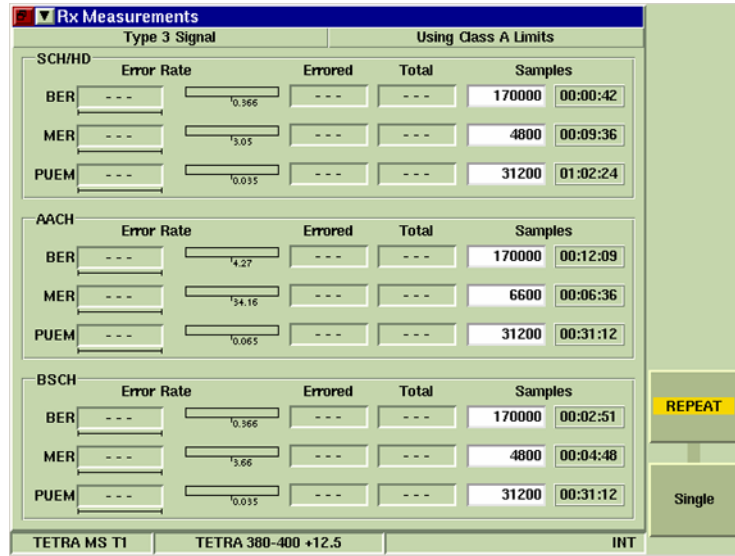 Rx Measurements
Type 3 Signal Using Class A Limits
SCH/HD
Error Rate Errored Total Samples
BER - - - 0.366 - - - - - - 170000 00:00:42
MER - - - 3.05 - - - - - - 4800 00:09:36
PUEM - - - 0.035 - - - - - - 31200 01:02:24
AACH
Error Rate Errored Total Samples
BER - - - 4.27 - - - - - - 170000 00:12:09
MER - - - 34.16 - - - - - - 6600 00:06:36
PUEM - - - 0.065 - - - - - - 31200 00:31:12
BSCH
Error Rate Errored Total Samples
BER - - - 0.366 - - - - - - 170000 00:02:51
MER - - - 3.66 - - - - - - 4800 00:04:48
PUEM - - - 0.035 - - - - - - 31200 00:31:12
REPEAT
Single
TETRA MS T1 TETRA 380-400 +12.5 INT